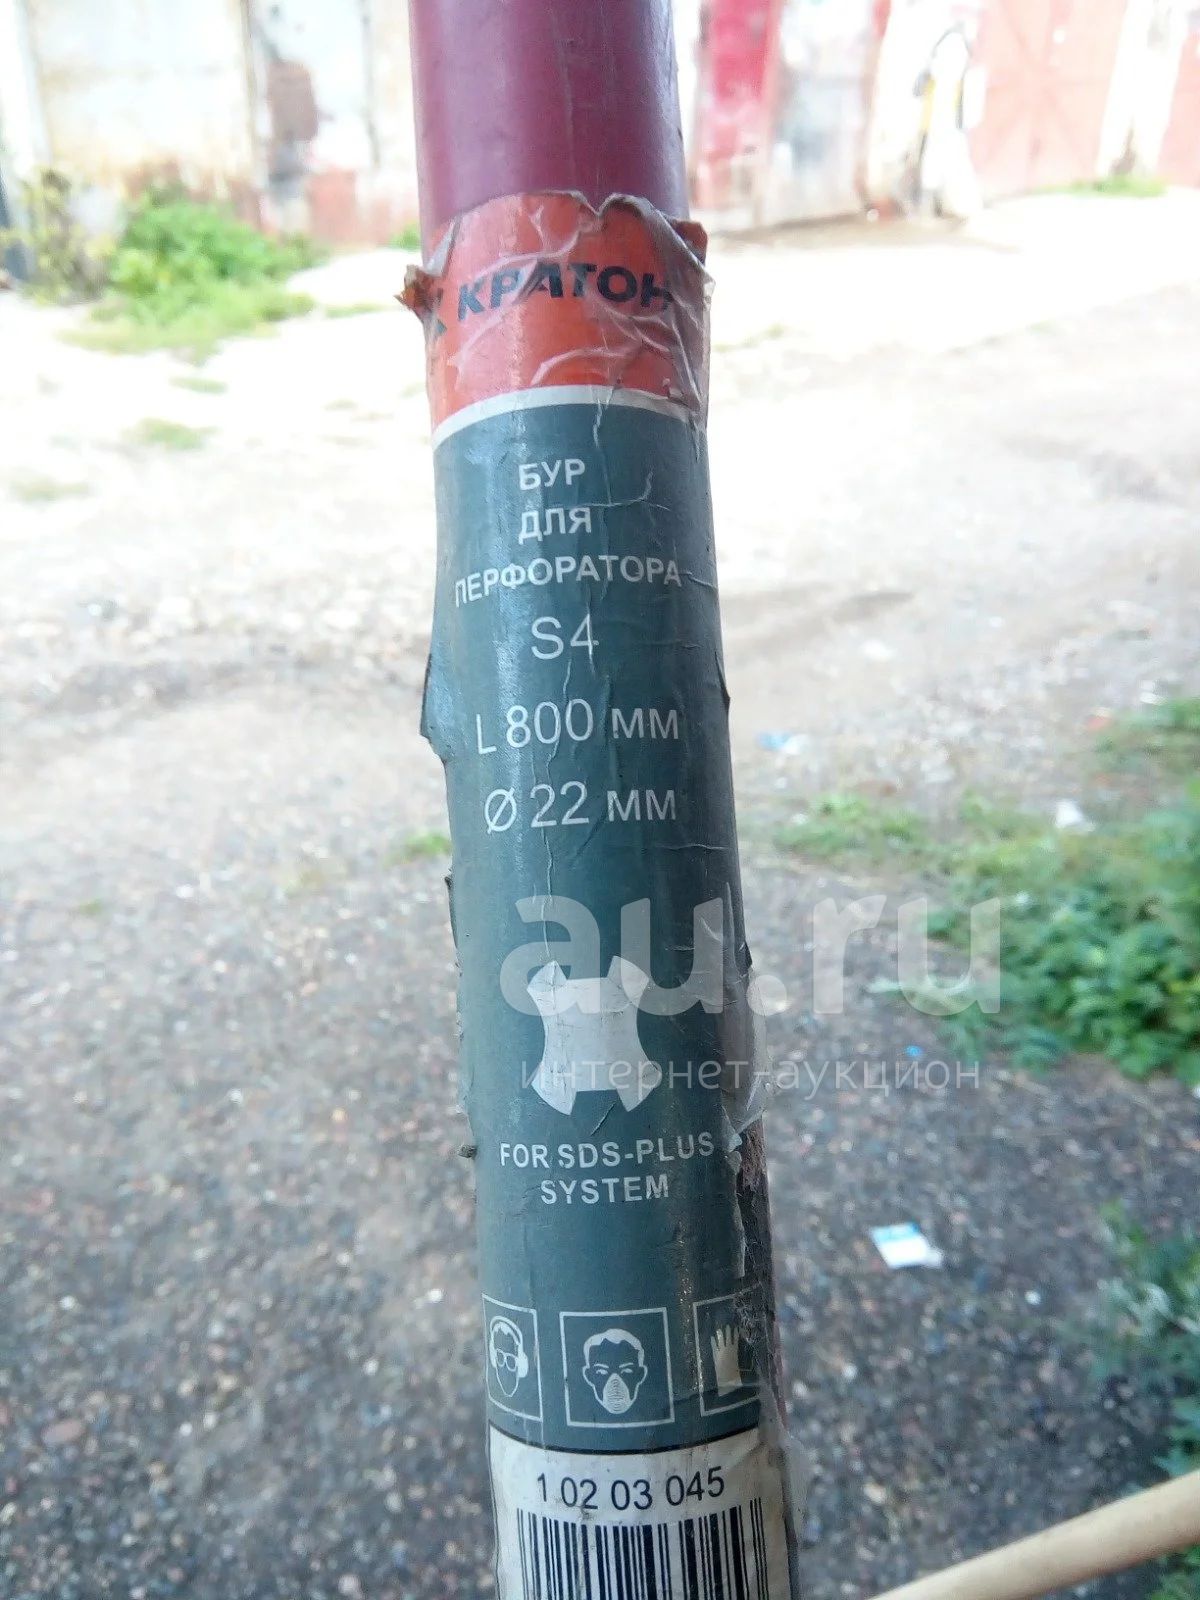 КРАТОН
БУР
ДЛЯ
ПЕРФОРАТОРА
S4
L 800 ММ
Ø 22 ММ
au.ru
интернет-аукцион
FOR SDS-PLUS
SYSTEM
1 02 03 045